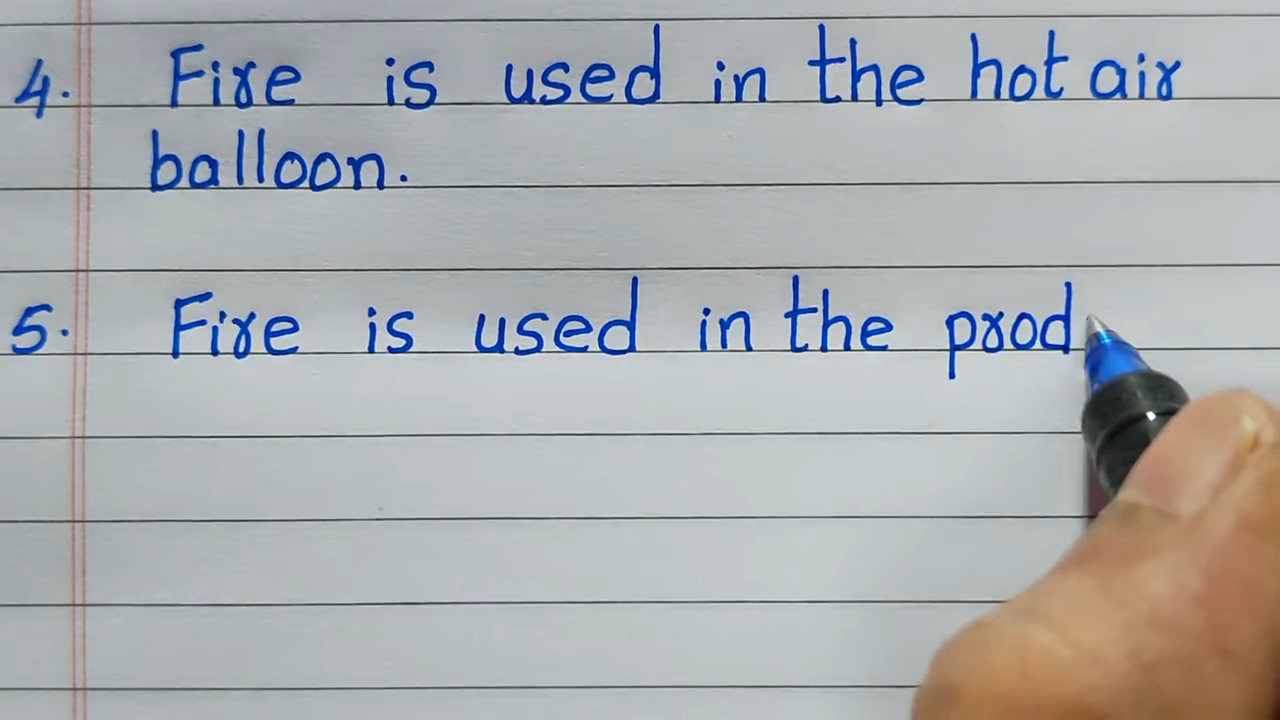 4. Fire is used in the hot air
balloon.
5. Fire is used in the prod